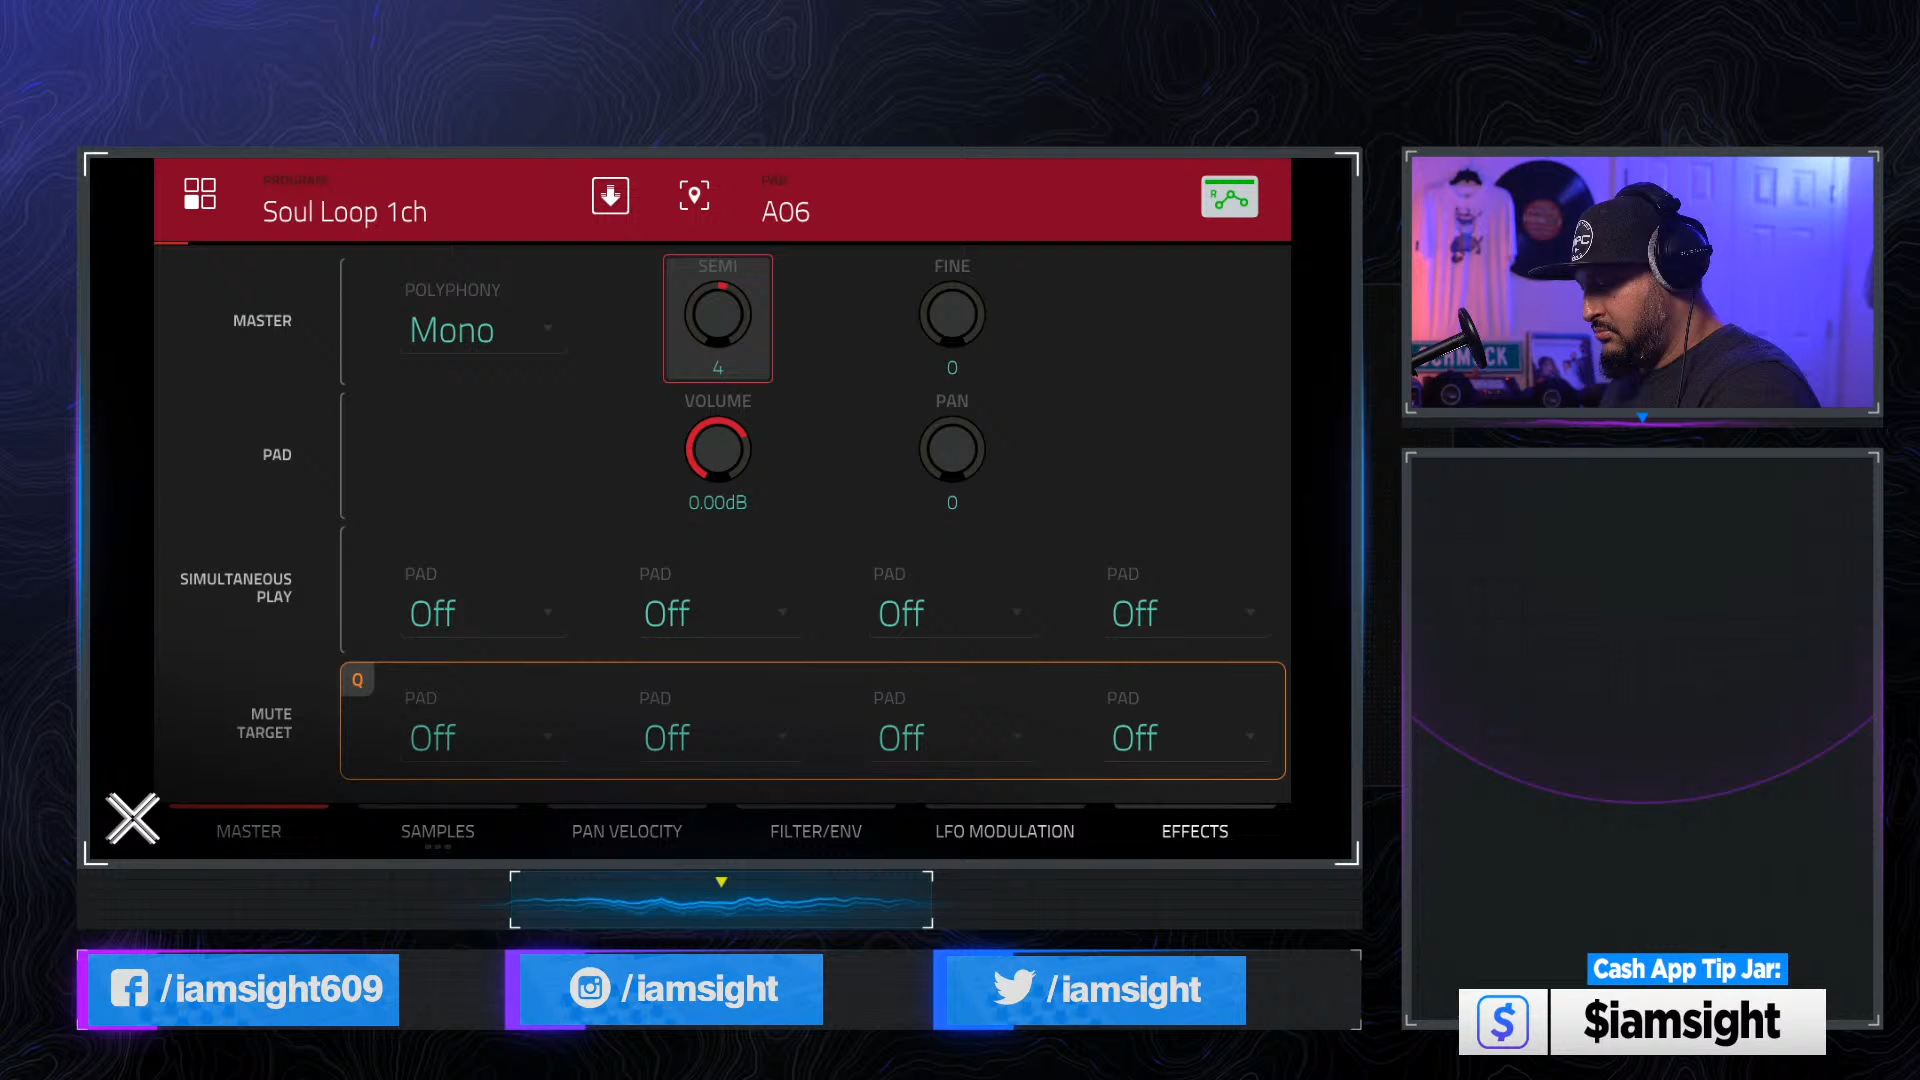 PROGRAM
Soul Loop 1ch
PAD
A06
R
MASTER
POLYPHONY
Mono
SEMI
4
FINE
0
PAD
VOLUME
0.00dB
PAN
0
SIMULTANEOUS
PLAY
PAD
Off
PAD
Off
PAD
Off
PAD
Off
Q
MUTE
TARGET
PAD
Off
PAD
Off
PAD
Off
PAD
Off
MASTER
SAMPLES
PAN VELOCITY
FILTER/ENV
LFO MODULATION
EFFECTS
/iamsight609
/iamsight
/iamsight
Cash App Tip Jar:
$
$iamsight